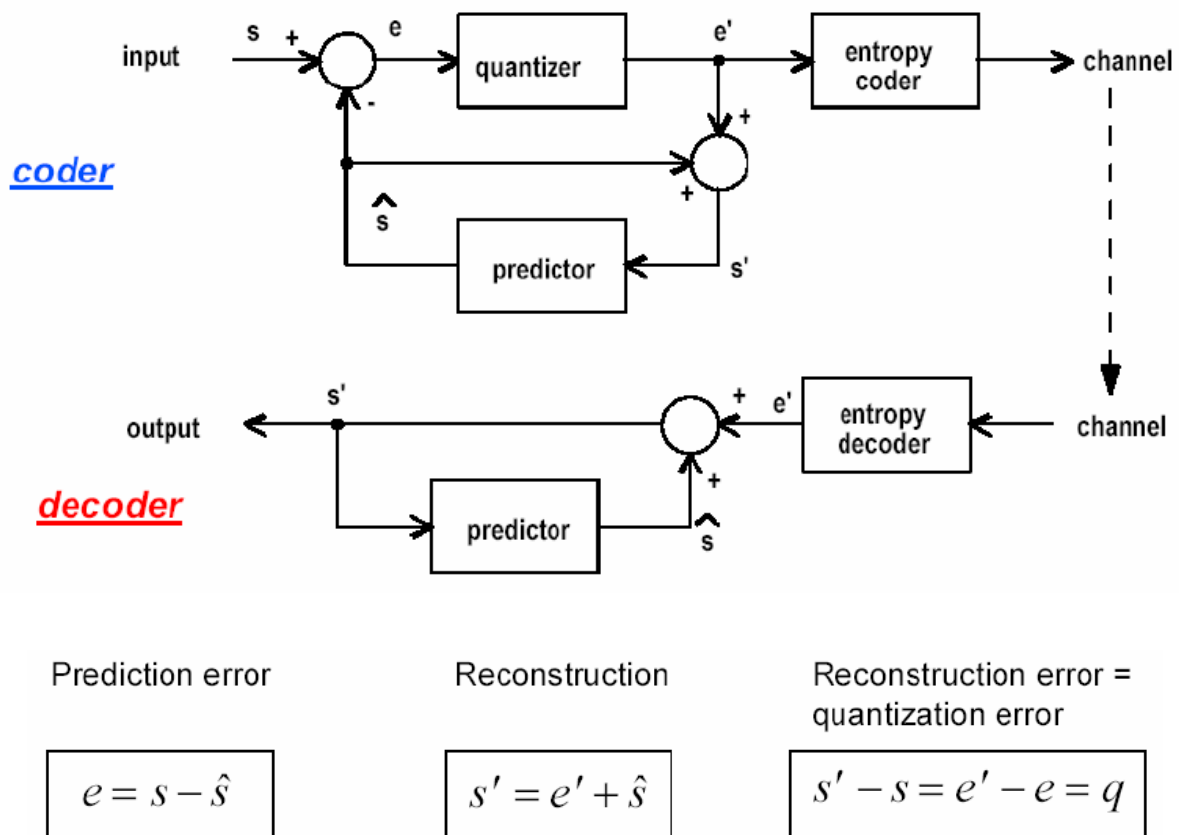 s + e e'
input quantizer entropy coder channel
- +
coder
+
ŝ
predictor s'
s' + e'
output entropy decoder channel
+
decoder predictor ŝ
Prediction error Reconstruction Reconstruction error =
quantization error
e = s − ŝ s′ = e′ + ŝ s′ − s = e′ − e = q